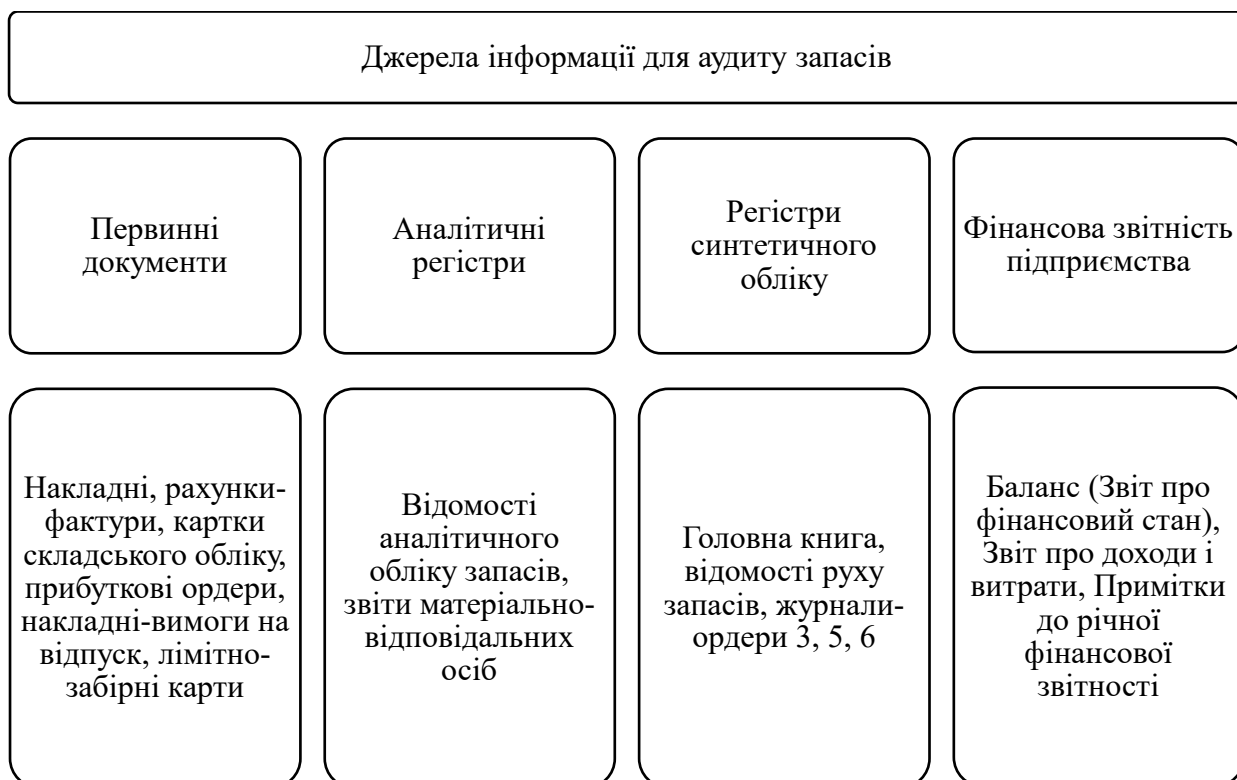 Джерела інформації для аудиту запасів
Первинні
документи
Аналітичні
регістри
Регістри
синтетичного
обліку
Фінансова звітність
підприємства
Накладні, рахунки-
фактури, картки
складського обліку,
прибуткові ордери,
накладні-вимоги на
відпуск, лімітно-
забірні карти
Відомості
аналітичного
обліку запасів,
звіти матеріально-
відповідальних
осіб
Головна книга,
відомості руху
запасів, журнали-
ордери 3, 5, 6
Баланс (Звіт про
фінансовий стан),
Звіт про доходи і
витрати, Примітки
до річної
фінансової
звітності